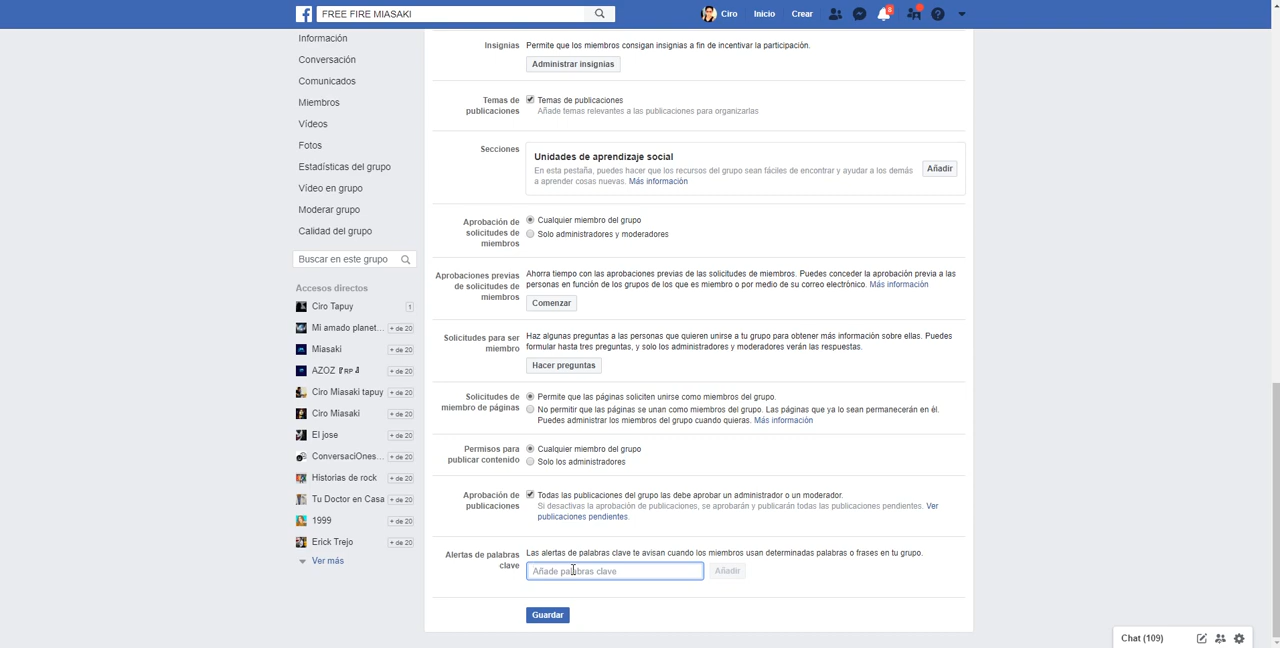 FREE FIRE MIASAKI
Ciro
Inicio
Crear
8
Información
Conversación
Comunicados
Miembros
Vídeos
Fotos
Estadísticas del grupo
Vídeo en grupo
Moderar grupo
Calidad del grupo
Buscar en este grupo
Accesos directos
Ciro Tapuy 1
Mi amado planet... + de 20
Miasaki + de 20
+ de 20
Ciro Miasaki tapuy + de 20
Ciro Miasaki + de 20
El jose + de 20
ConversaciOnes... + de 20
Historias de rock + de 20
Tu Doctor en Casa + de 20
1999 + de 20
Erick Trejo + de 20
Ver más
Insignias
Permite que los miembros consigan insignias a fin de incentivar la participación.
Administrar insignias
Temas de
publicaciones
Temas de publicaciones
Añade temas relevantes a las publicaciones para organizarlas
Secciones
Unidades de aprendizaje social
En esta pestaña, puedes hacer que los recursos del grupo sean fáciles de encontrar y ayudar a los demás
a aprender cosas nuevas. Más información
Añadir
Aprobación de
solicitudes de
miembros
Cualquier miembro del grupo
Solo administradores y moderadores
Aprobaciones previas
de solicitudes de
miembros
Ahorra tiempo con las aprobaciones previas de las solicitudes de miembros. Puedes conceder la aprobación previa a las
personas en función de los grupos de los que es miembro o por medio de su correo electrónico. Más información
Comenzar
Solicitudes para ser
miembro
Haz algunas preguntas a las personas que quieren unirse a tu grupo para obtener más información sobre ellas. Puedes
formular hasta tres preguntas, y solo los administradores y moderadores verán las respuestas.
Hacer preguntas
Solicitudes de
miembro de páginas
Permite que las páginas soliciten unirse como miembros del grupo.
No permitir que las páginas se unan como miembros del grupo. Las páginas que ya lo sean permanecerán en él.
Puedes administrar los miembros del grupo cuando quieras. Más información
Permisos para
publicar contenido
Cualquier miembro del grupo
Solo los administradores
Aprobación de
publicaciones
Todas las publicaciones del grupo las debe aprobar un administrador o un moderador.
Si desactivas la aprobación de publicaciones, se aprobarán y publicarán todas las publicaciones pendientes. Ver
publicaciones pendientes.
Alertas de palabras
clave
Las alertas de palabras clave te avisan cuando los miembros usan determinadas palabras o frases en tu grupo.
Añade palabras clave
Añadir
Guardar
Chat (109)